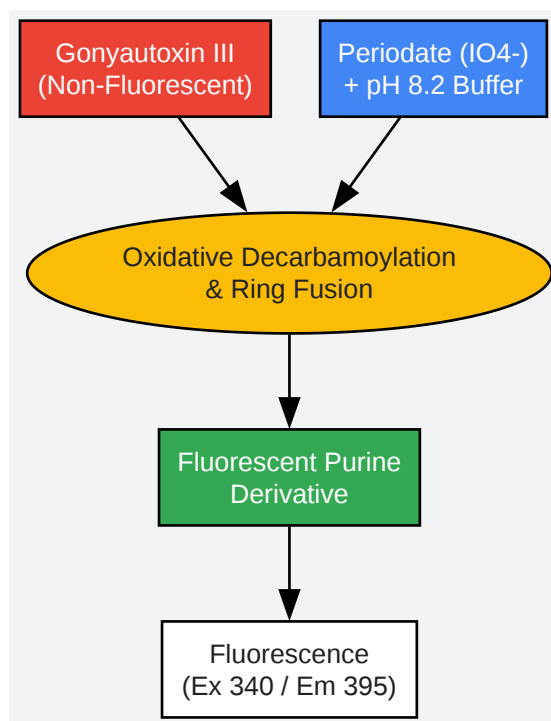 Gonyautoxin III
(Non-Fluorescent)
Periodate (IO4-)
+ pH 8.2 Buffer
Oxidative Decarbamoylation
& Ring Fusion
Fluorescent Purine
Derivative
Fluorescence
(Ex 340 / Em 395)